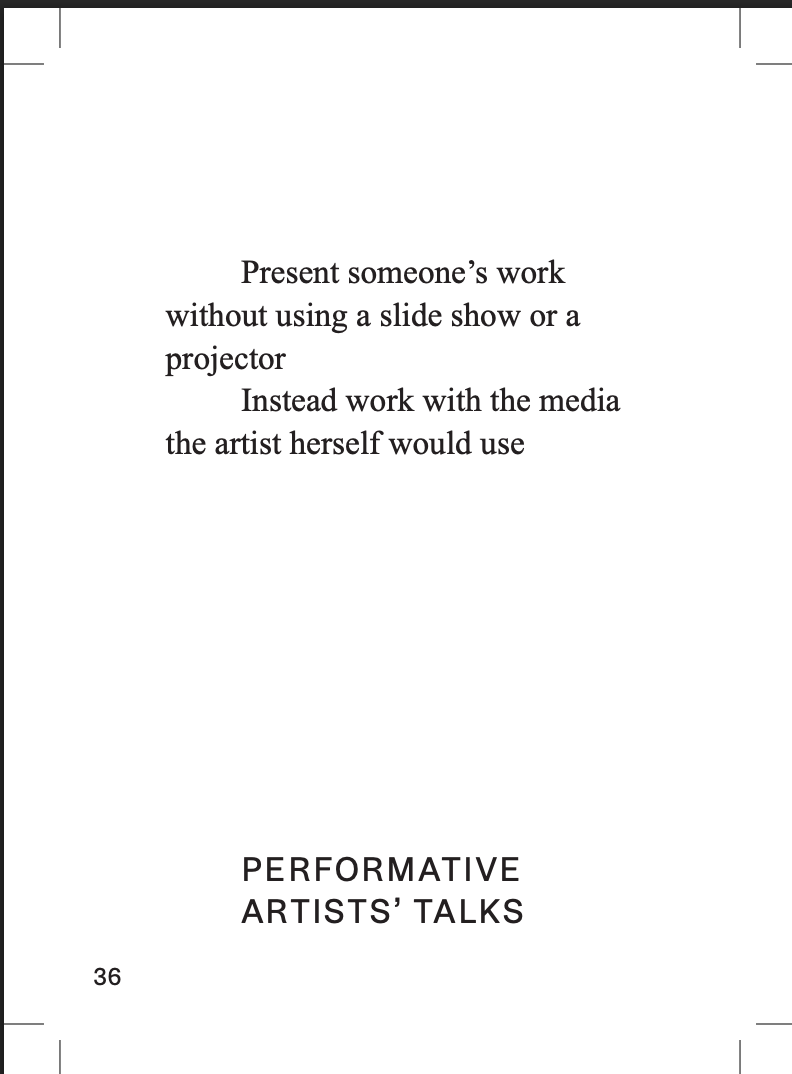 Present someone’s work
without using a slide show or a
projector
Instead work with the media
the artist herself would use
PERFORMATIVE
ARTISTS’ TALKS
36